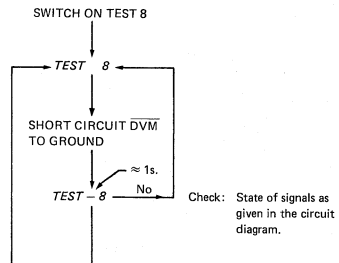 SWITCH ON TEST 8
TEST 8
SHORT CIRCUIT D̅V̅M̅
TO GROUND
≈ 1s.
TEST – 8
No
Check: State of signals as
given in the circuit
diagram.